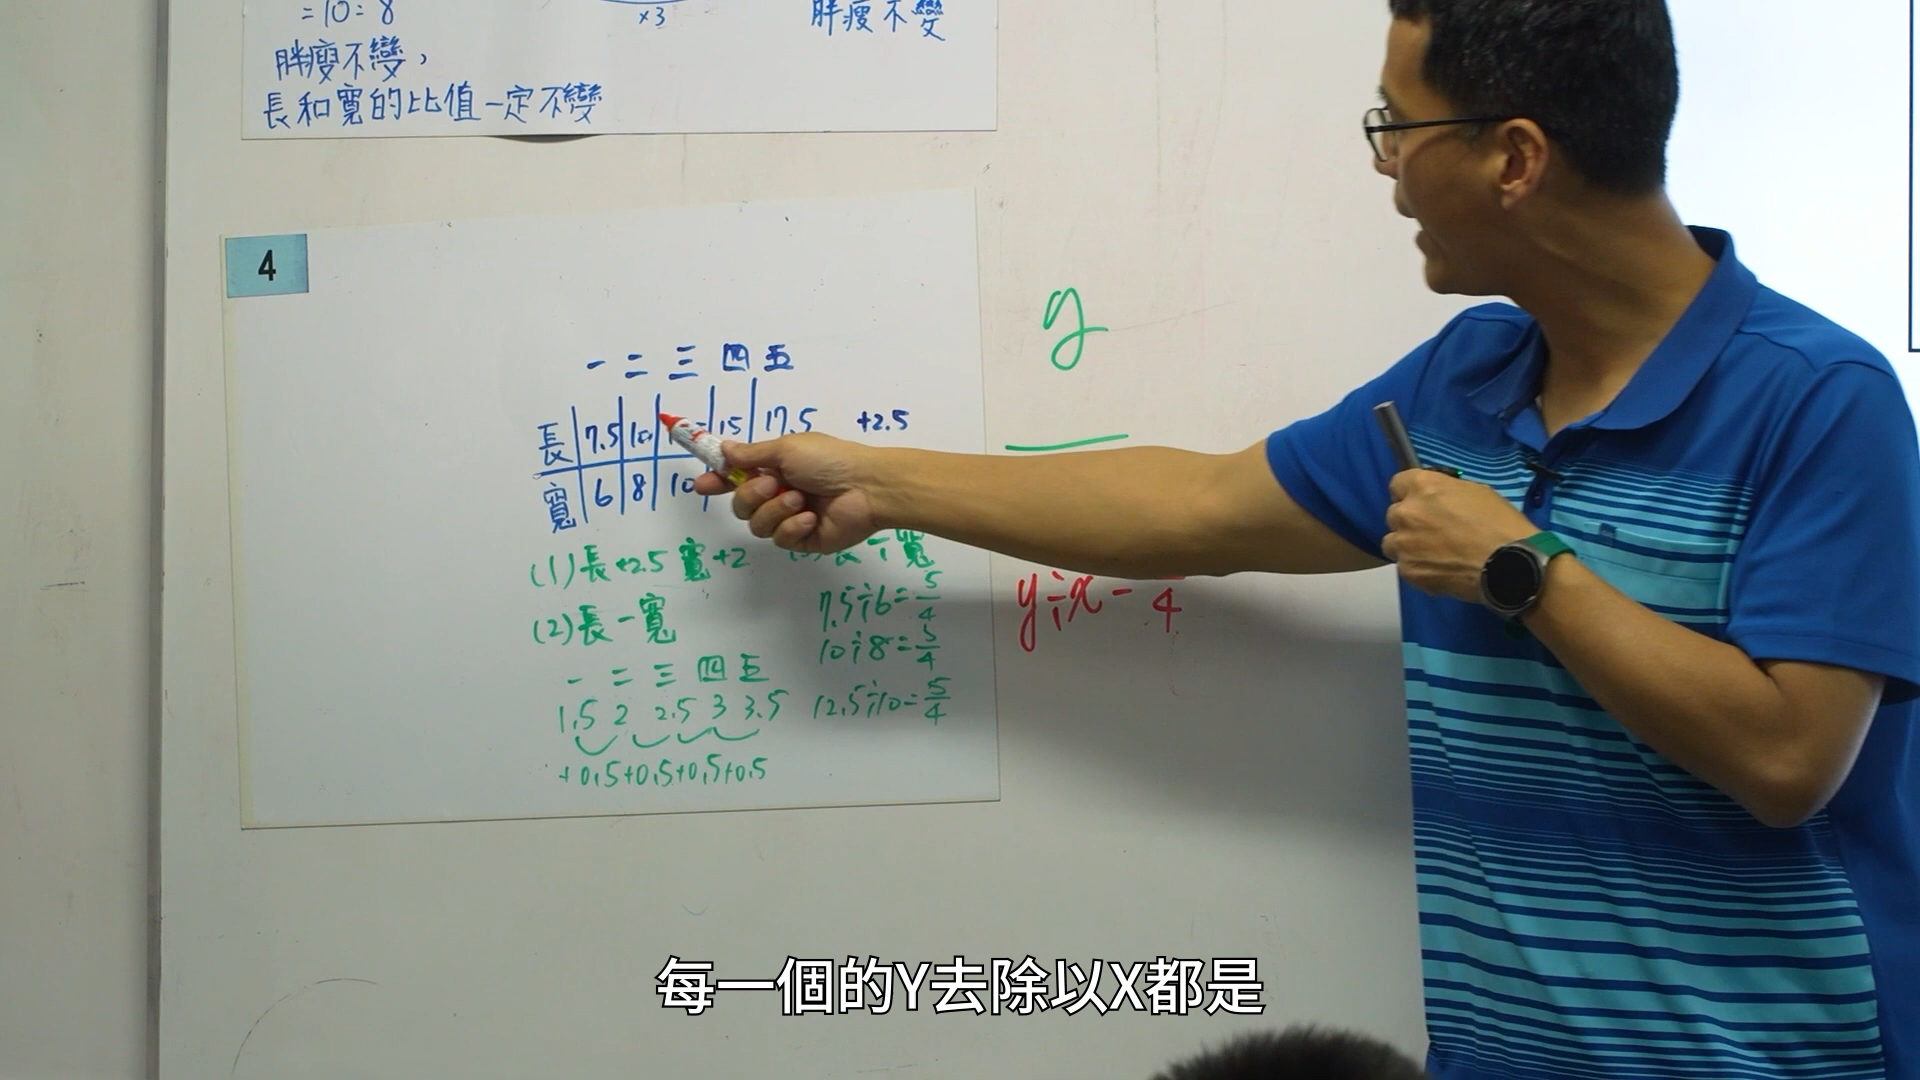 =10:8
×3
胖瘦不變
胖瘦不變，
長和寬的比值一定不變
4
一 二 三 四 五
長 7.5 10 15 17.5 +2.5
寬 6 8 10
y
(1)長+2.5 寬+2 長÷寬
7.5÷6=5/4
(2)長-寬
10÷8=5/4
一 二 三 四 五
1.5 2 2.5 3 3.5
12.5÷10=5/4
+0.5+0.5+0.5+0.5
y÷x= 4
每一個的Y去除以X都是